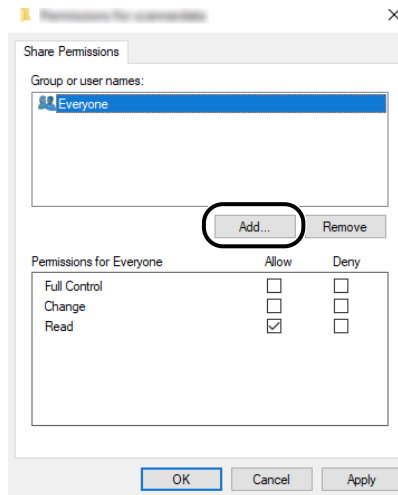 Share Permissions
Group or user names:
Everyone
Add... Remove
Permissions for Everyone Allow Deny
Full Control
Change
Read
OK Cancel Apply